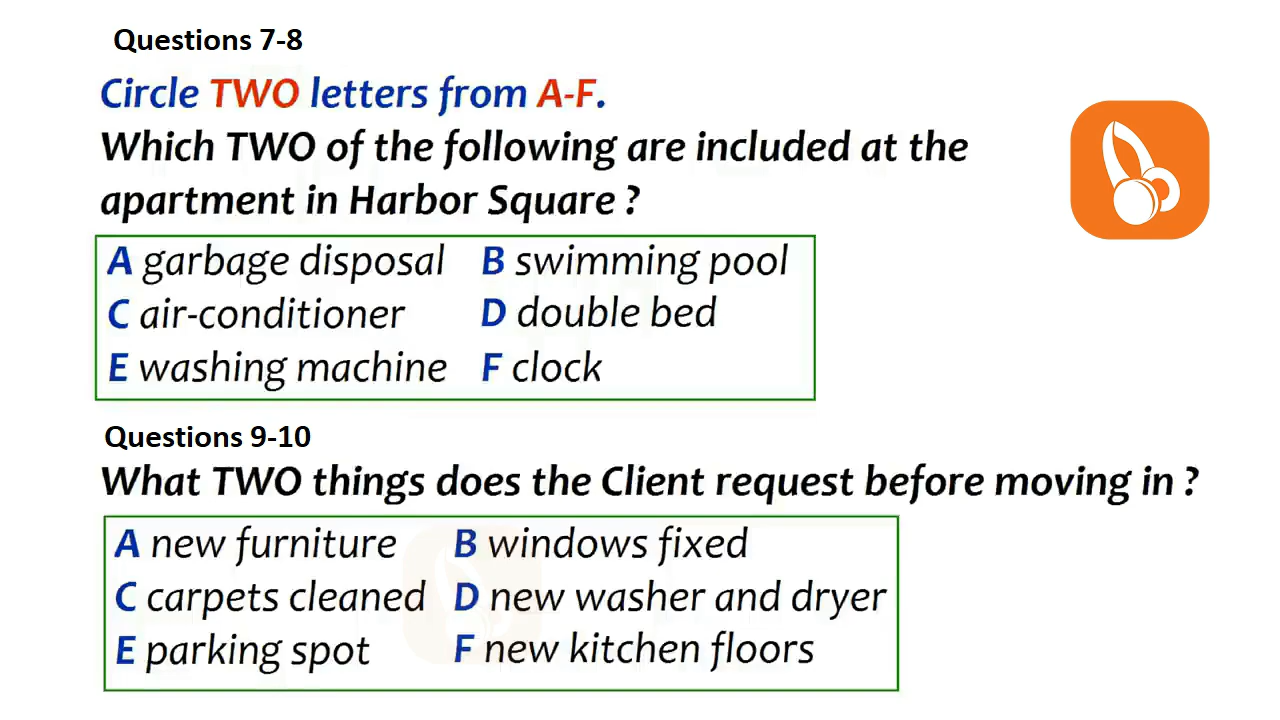 Questions 7-8
Circle TWO letters from A-F.
Which TWO of the following are included at the
apartment in Harbor Square ?
A garbage disposal B swimming pool
C air-conditioner D double bed
E washing machine F clock
Questions 9-10
What TWO things does the Client request before moving in ?
A new furniture B windows fixed
C carpets cleaned D new washer and dryer
E parking spot F new kitchen floors